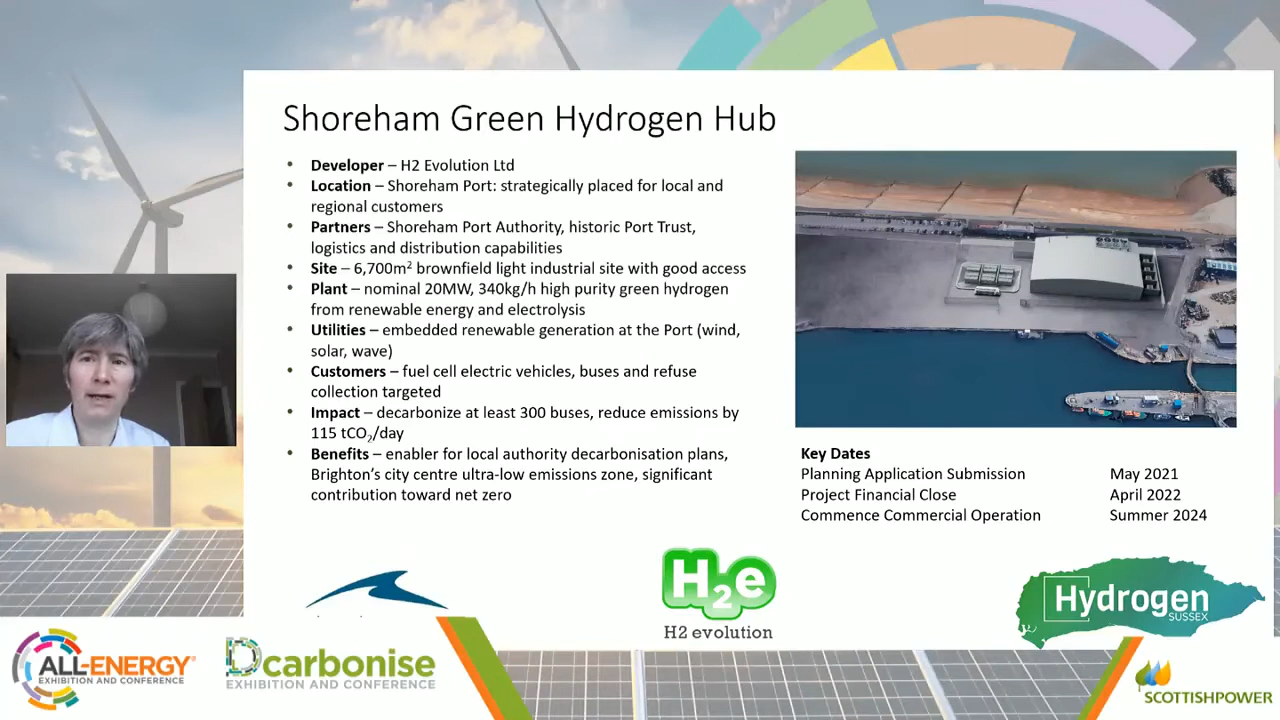 Shoreham Green Hydrogen Hub
• Developer – H2 Evolution Ltd
• Location – Shoreham Port: strategically placed for local and
regional customers
• Partners – Shoreham Port Authority, historic Port Trust,
logistics and distribution capabilities
• Site – 6,700m² brownfield light industrial site with good access
• Plant – nominal 20MW, 340kg/h high purity green hydrogen
from renewable energy and electrolysis
• Utilities – embedded renewable generation at the Port (wind,
solar, wave)
• Customers – fuel cell electric vehicles, buses and refuse
collection targeted
• Impact – decarbonize at least 300 buses, reduce emissions by
115 tCO₂/day
• Benefits – enabler for local authority decarbonisation plans,
Brighton's city centre ultra-low emissions zone, significant
contribution toward net zero
Key Dates
Planning Application Submission May 2021
Project Financial Close April 2022
Commence Commercial Operation Summer 2024
H₂e
H2 evolution
Hydrogen
SUSSEX
ALL-ENERGY®
EXHIBITION AND CONFERENCE
Dcarbonise
EXHIBITION AND CONFERENCE
SCOTTISHPOWER